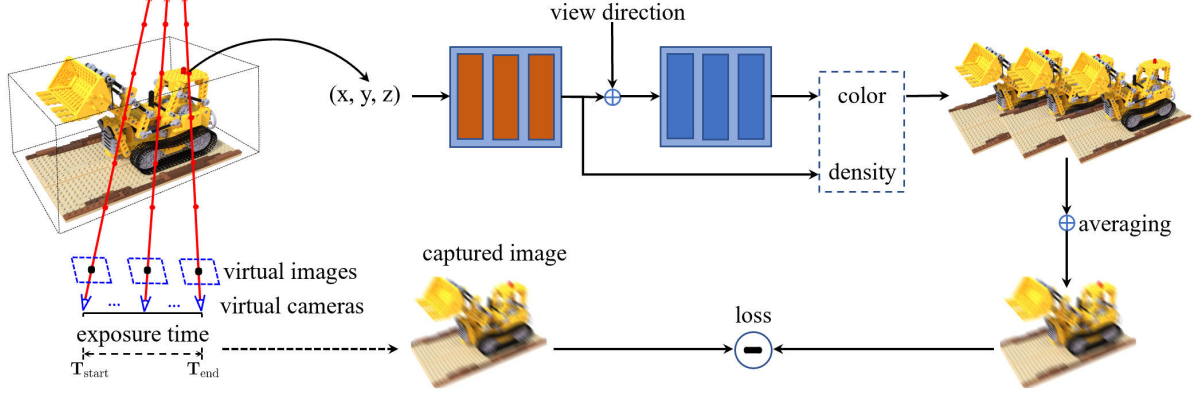 view direction
(x, y, z)
color
density
averaging
virtual images
... ...
virtual cameras
exposure time
T_start
T_end
captured image
loss